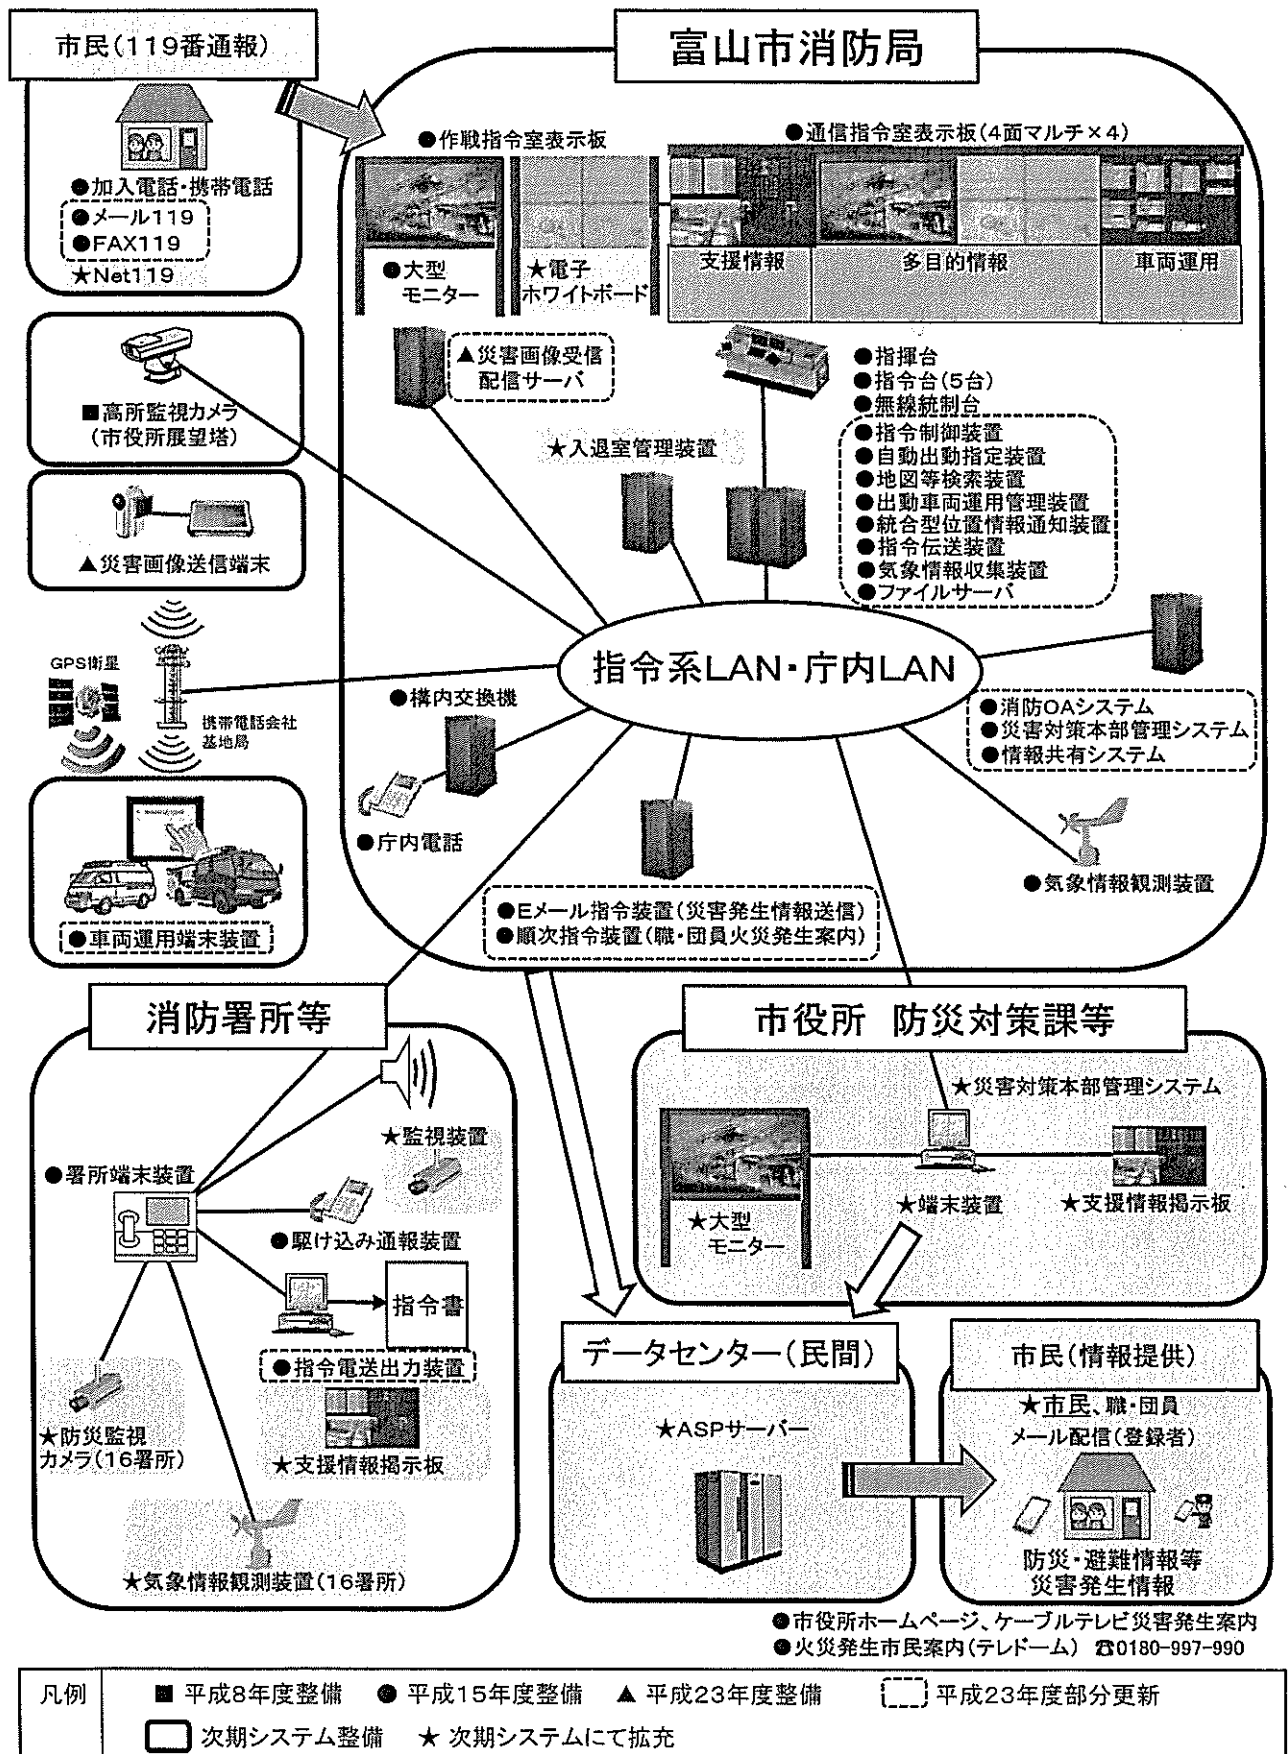 市民(119番通報)
●加入電話・携帯電話
●メール119
●FAX119
★Net119
富山市消防局
●作戦指令室表示板
●大型
モニター
★電子
ホワイトボード
●通信指令室表示板(4面マルチ×4)
支援情報
多目的情報
車両運用
▲災害画像受信
配信サーバ
●指揮台
●指令台(5台)
●無線統制台
●指令制御装置
●自動出動指定装置
●地図等検索装置
●出動車両運用管理装置
●統合型位置情報通知装置
●指令伝送装置
●気象情報収集装置
●ファイルサーバ
★入退室管理装置
■高所監視カメラ
(市役所展望塔)
▲災害画像送信端末
GPS衛星
携帯電話会社
基地局
●車両運用端末装置
指令系LAN・庁内LAN
●構内交換機
●庁内電話
●消防OAシステム
●災害対策本部管理システム
●情報共有システム
●気象情報観測装置
●Eメール指令装置(災害発生情報送信)
●順次指令装置(職・団員火災発生案内)
消防署所等
★監視装置
●署所端末装置
●駆け込み通報装置
指令書
●指令電送出力装置
★防災監視
カメラ(16署所)
★支援情報掲示板
★気象情報観測装置(16署所)
市役所 防災対策課等
★災害対策本部管理システム
★大型
モニター
★端末装置
★支援情報掲示板
データセンター(民間)
★ASPサーバー
市民(情報提供)
★市民、職・団員
メール配信(登録者)
防災・避難情報等
災害発生情報
●市役所ホームページ、ケーブルテレビ災害発生案内
●火災発生市民案内(テレドーム) ☎0180-997-990
凡例
■ 平成8年度整備 ● 平成15年度整備 ▲ 平成23年度整備 平成23年度部分更新
次期システム整備 ★ 次期システムにて拡充